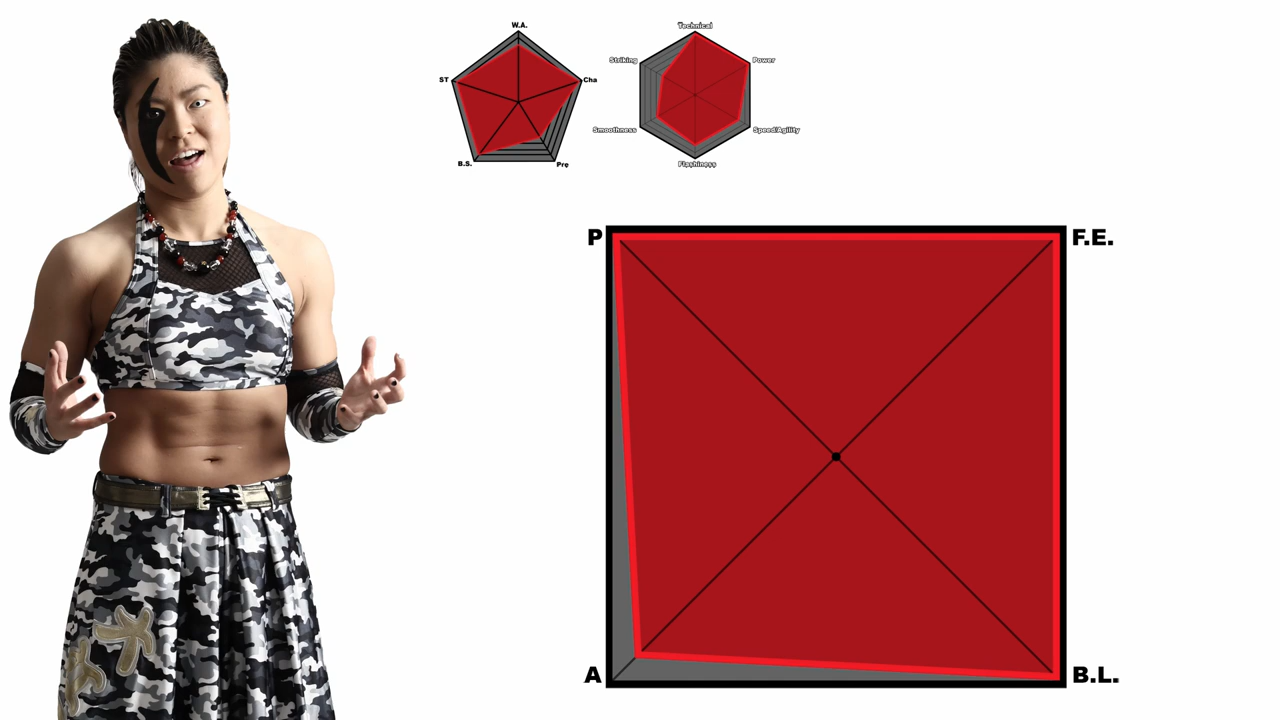 W.A.
ST
Cha
B.S.
Pre
Technical
Striking
Power
Smoothness
Speed/Agility
Flashiness
P
F.E.
A
B.L.